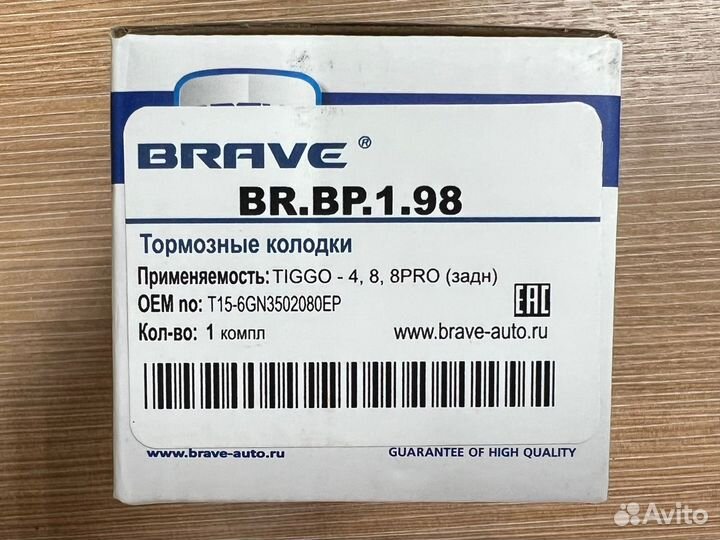 BRAVE ®
BR.BP.1.98
Тормозные колодки
Применяемость: TIGGO - 4, 8, 8PRO (задн)
OEM no: T15-6GN3502080EP
EAC
Кол-во: 1 компл
www.brave-auto.ru
www.brave-auto.ru
GUARANTEE OF HIGH QUALITY
Avito